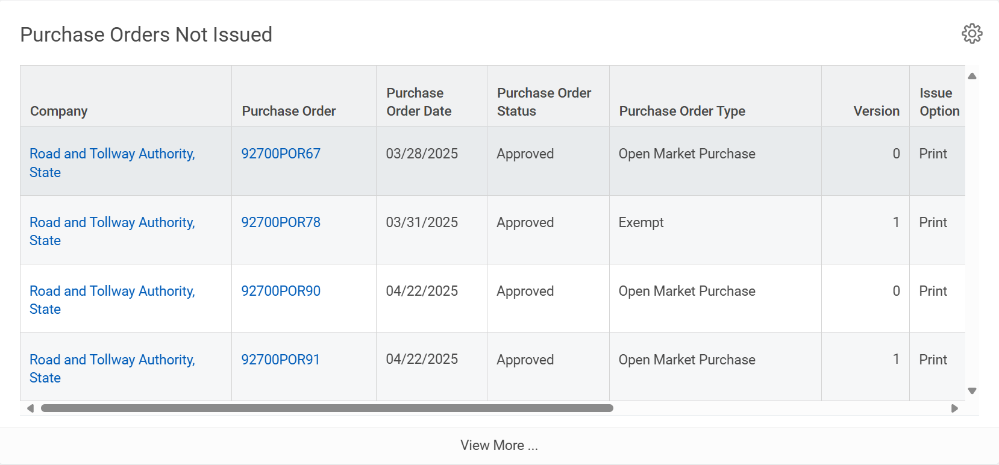 Purchase Orders Not Issued
Company
Purchase Order
Purchase
Order Date
Purchase Order
Status
Purchase Order Type
Version
Issue
Option
Road and Tollway Authority,
State
92700POR67
03/28/2025
Approved
Open Market Purchase
0
Print
Road and Tollway Authority,
State
92700POR78
03/31/2025
Approved
Exempt
1
Print
Road and Tollway Authority,
State
92700POR90
04/22/2025
Approved
Open Market Purchase
0
Print
Road and Tollway Authority,
State
92700POR91
04/22/2025
Approved
Open Market Purchase
1
Print
View More ...